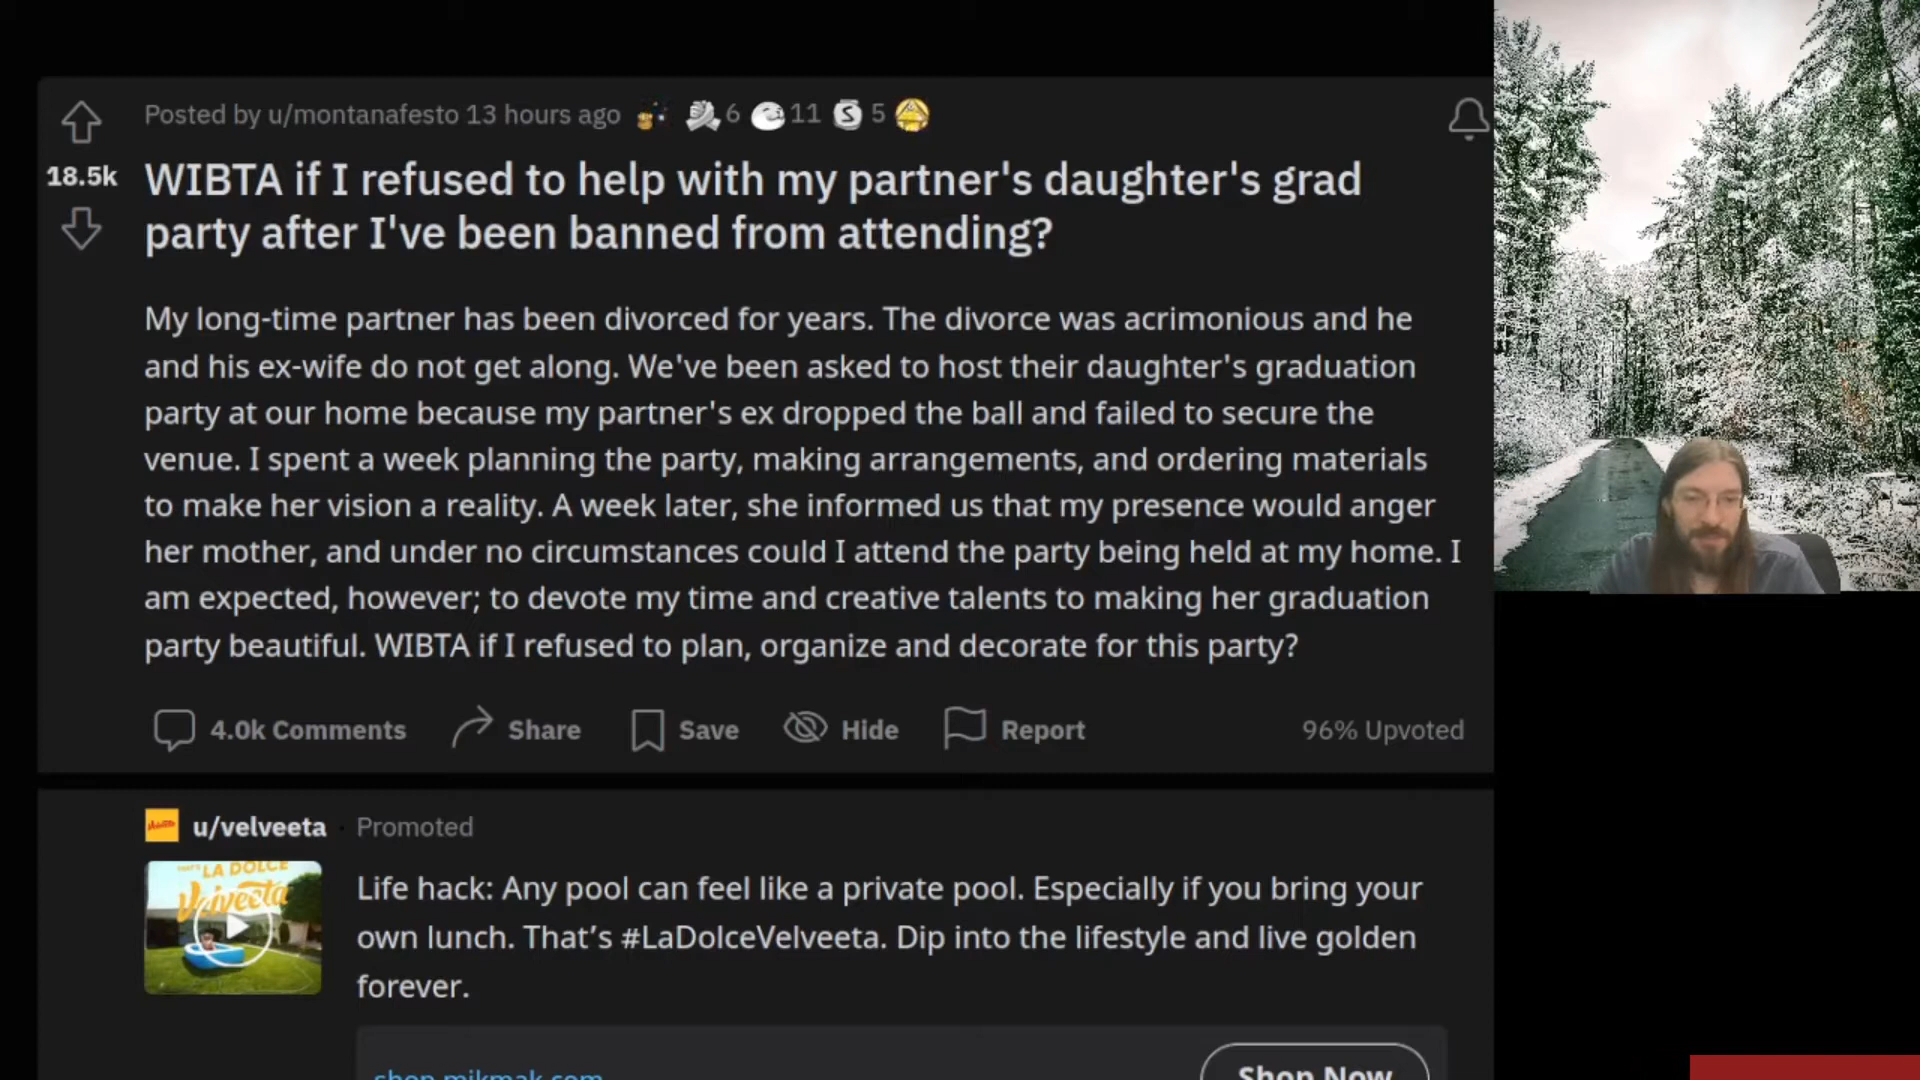 Posted by u/montanafesto 13 hours ago 6 11 S 5
18.5k
WIBTA if I refused to help with my partner's daughter's grad
party after I've been banned from attending?
My long-time partner has been divorced for years. The divorce was acrimonious and he
and his ex-wife do not get along. We've been asked to host their daughter's graduation
party at our home because my partner's ex dropped the ball and failed to secure the
venue. I spent a week planning the party, making arrangements, and ordering materials
to make her vision a reality. A week later, she informed us that my presence would anger
her mother, and under no circumstances could I attend the party being held at my home. I
am expected, however; to devote my time and creative talents to making her graduation
party beautiful. WIBTA if I refused to plan, organize and decorate for this party?
4.0k Comments Share Save Hide Report 96% Upvoted
u/velveeta · Promoted
LA DOLCE
Velveeta
Life hack: Any pool can feel like a private pool. Especially if you bring your
own lunch. That’s #LaDolceVelveeta. Dip into the lifestyle and live golden
forever.
shop.mikmak.com
Shop Now